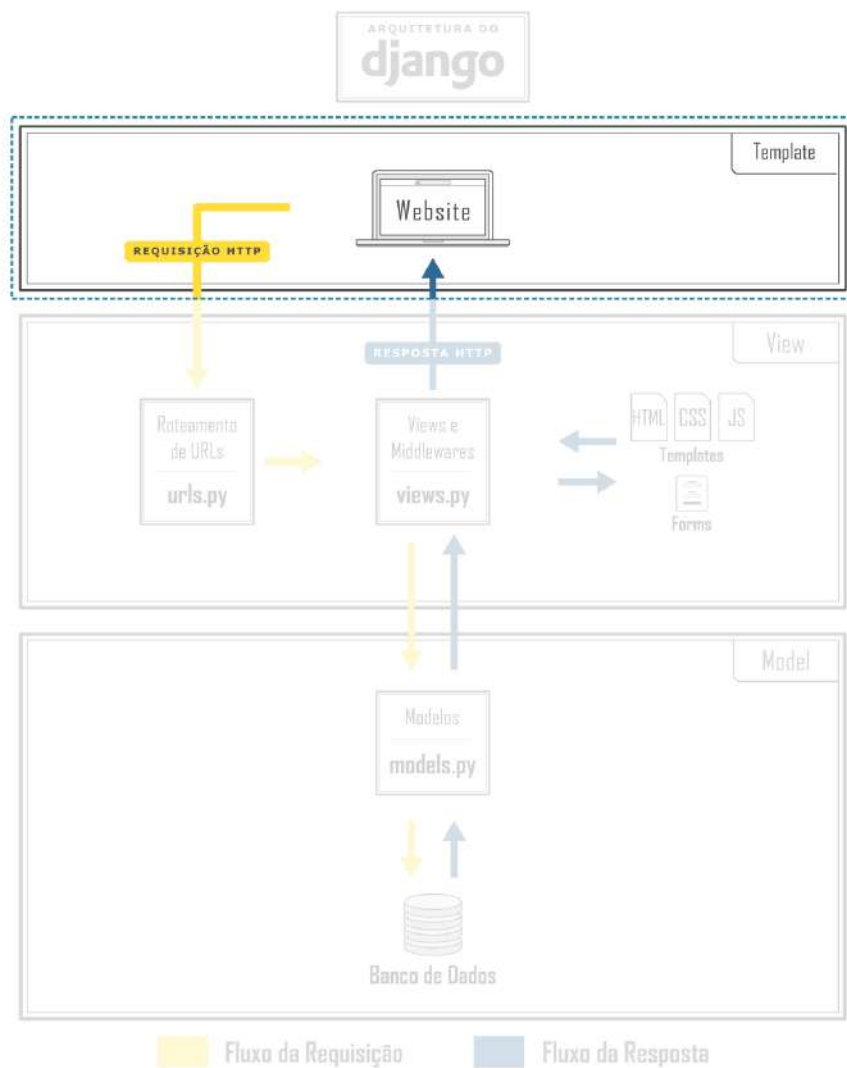 ARQUITETURA DO
django
Template
Website
REQUISIÇÃO HTTP
View
RESPOSTA HTTP
Roteamento
de URLs
urls.py
Views e
Middlewares
views.py
HTML
CSS
JS
Templates
Forms
Model
Modelos
models.py
Banco de Dados
Fluxo da Requisição
Fluxo da Resposta